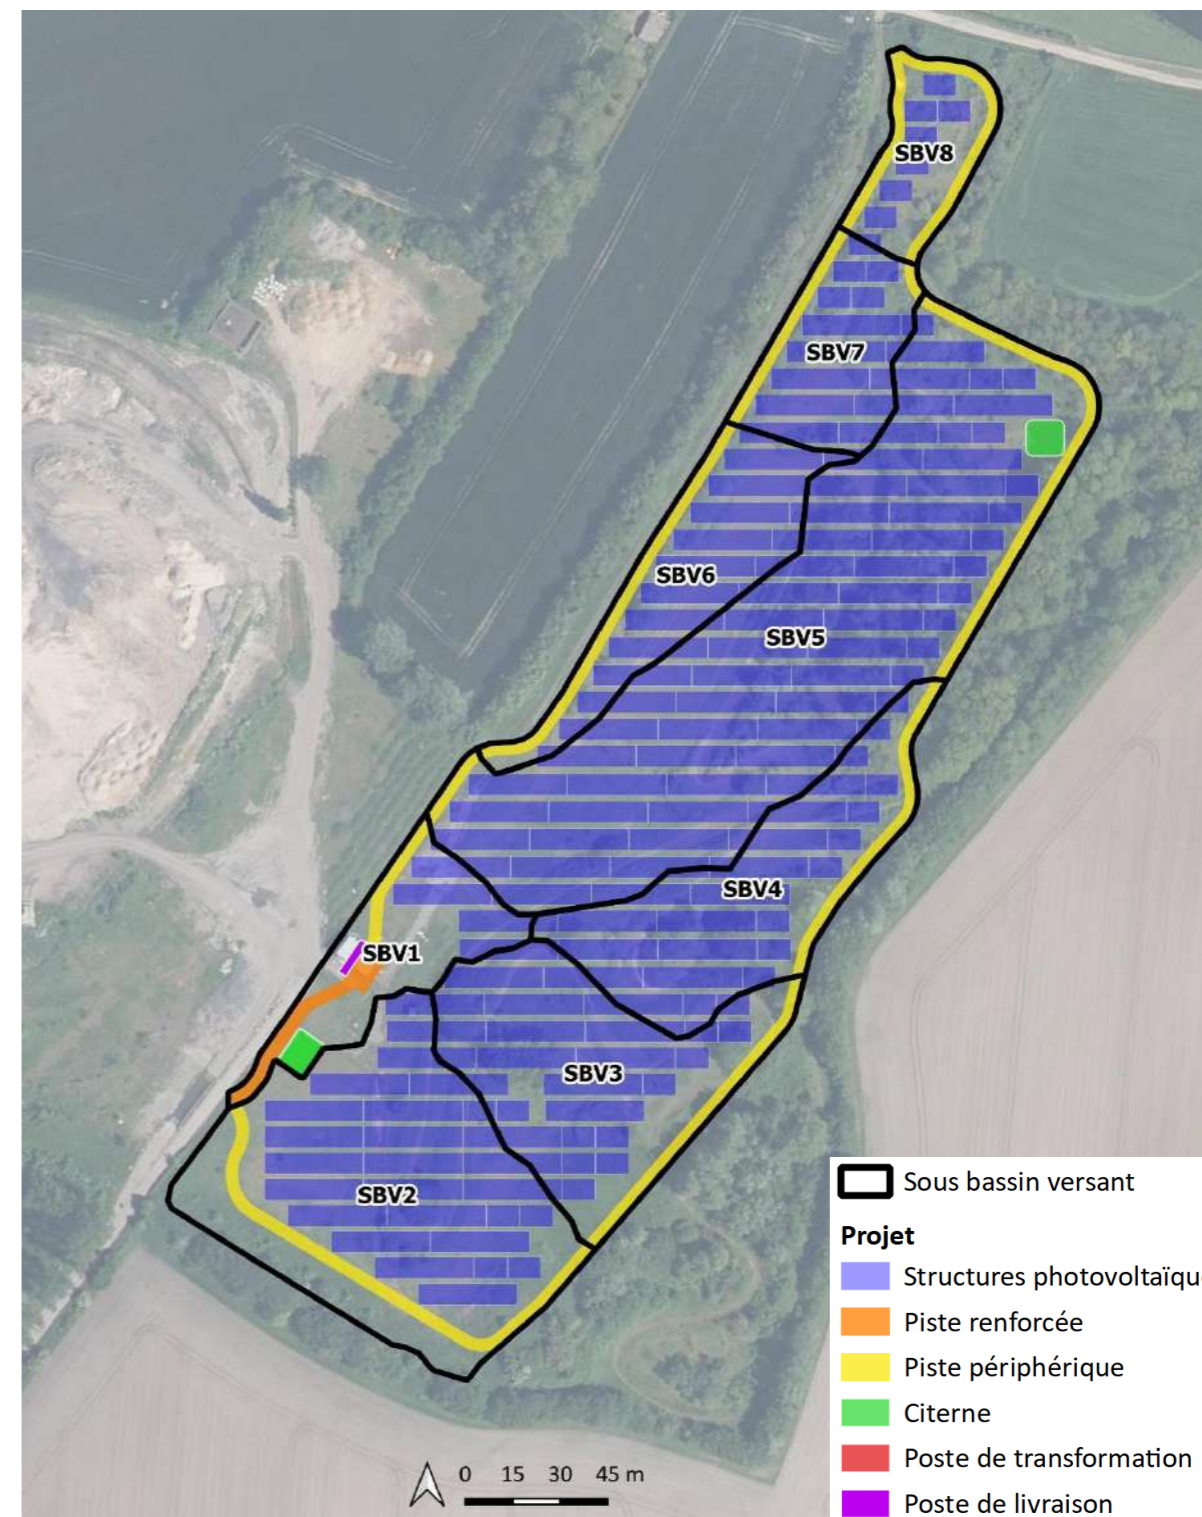 SBV8
SBV7
SBV6
SBV5
SBV4
SBV1
SBV3
SBV2
Sous bassin versant
Projet
Structures photovoltaïqu
Piste renforcée
Piste périphérique
Citerne
Poste de transformation
Poste de livraison
0 15 30 45 m